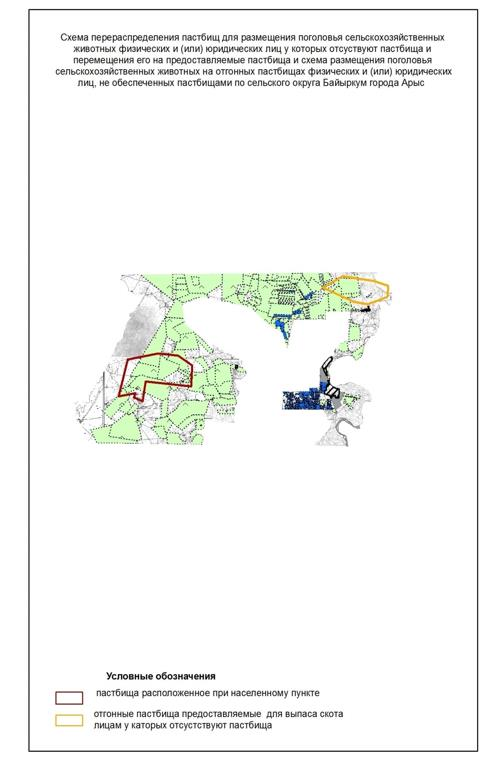 Схема перераспределения пастбищ для размещения поголовья сельскохозяйственных
животных физических и (или) юридических лиц у которых отсуствуют пастбища и
перемещения его на предоставляемые пастбища и схема размещения поголовья
сельскохозяйственных животных на отгонных пастбищах физических и (или) юридических
лиц, не обеспеченных пастбищами по сельского округа Байыркум города Арыс
Условные обозначения
пастбища расположенное при населенному пункте
отгонные пастбища предоставляемые для выпаса скота
лицам у каторых отсустствуют пастбища